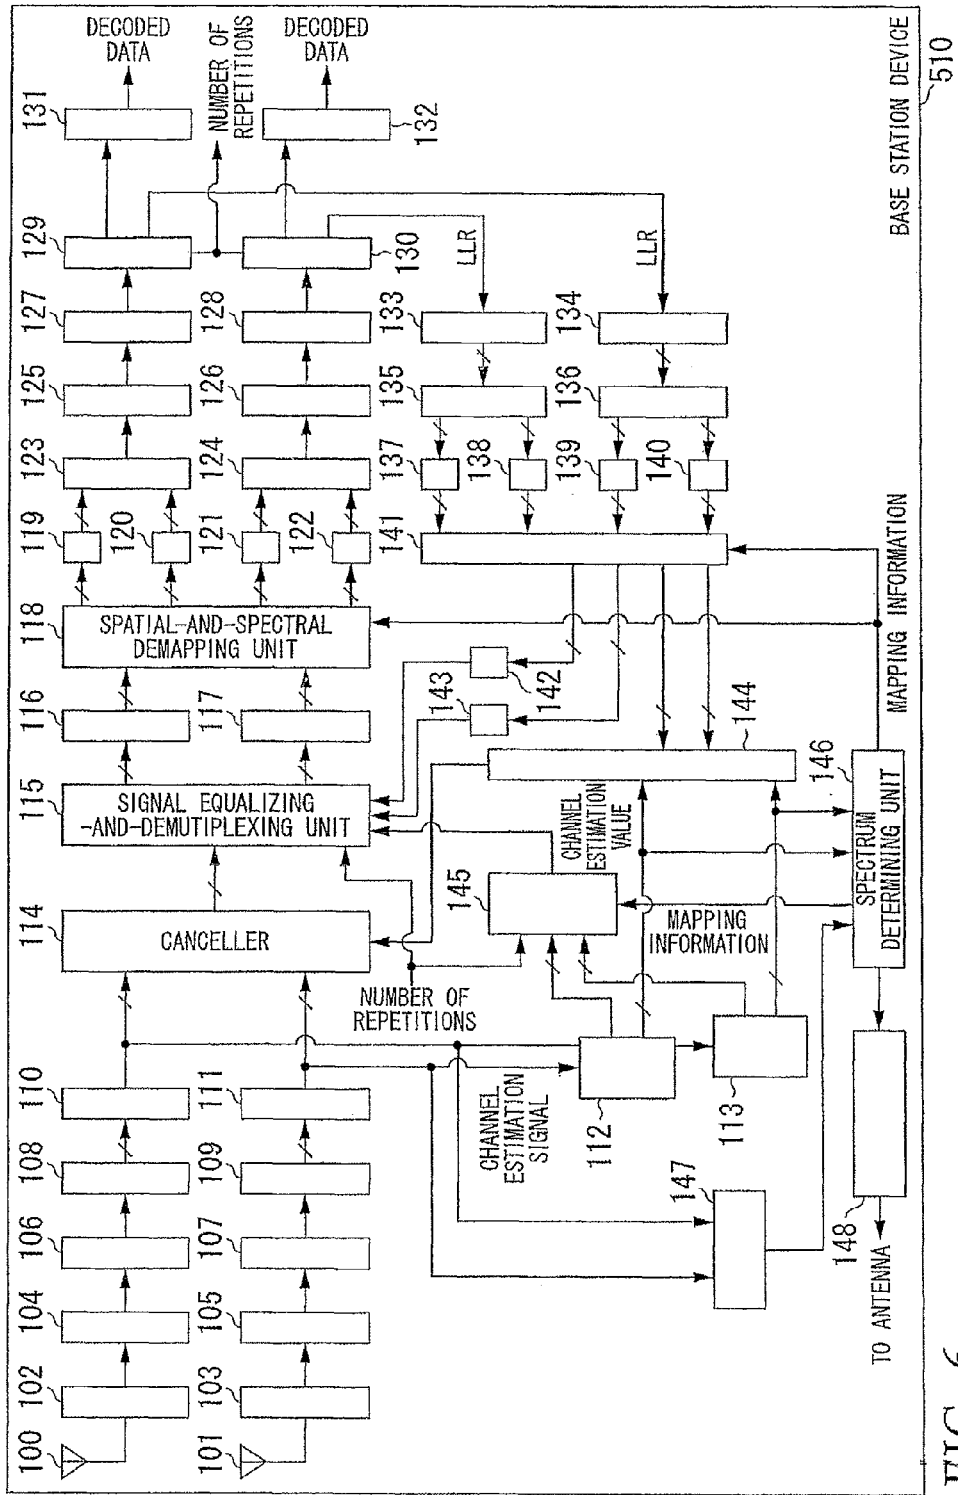 100
102
104
106
108
110
114
CANCELLER
115
SIGNAL EQUALIZING
-AND-DEMUTIPLEXING UNIT
116
117
118
SPATIAL-AND-SPECTRAL
DEMAPPING UNIT
119
120
121
122
123
124
125
126
127
128
129
130
131
132
DECODED
DATA
NUMBER OF
REPETITIONS
DECODED
DATA
101
103
105
107
109
111
NUMBER OF
REPETITIONS
CHANNEL
ESTIMATION
SIGNAL
112
113
145
CHANNEL
ESTIMATION
VALUE
MAPPING
INFORMATION
143
142
144
141
137
138
139
140
135
136
133
134
LLR
LLR
147
148
TO ANTENNA
146
SPECTRUM
DETERMINING UNIT
MAPPING INFORMATION
BASE STATION DEVICE
510